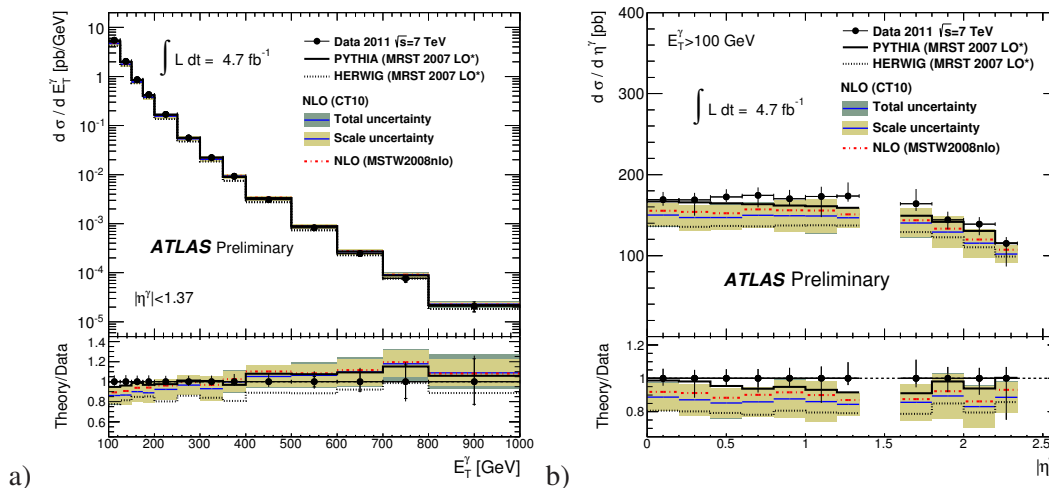 d σ / d E_T^γ [pb/GeV]
10
1
10⁻¹
10⁻²
10⁻³
10⁻⁴
10⁻⁵
∫ L dt = 4.7 fb⁻¹
Data 2011 √s=7 TeV
PYTHIA (MRST 2007 LO*)
HERWIG (MRST 2007 LO*)
NLO (CT10)
Total uncertainty
Scale uncertainty
NLO (MSTW2008nlo)
ATLAS Preliminary
|η^γ|<1.37
Theory/Data
1.4
1.2
1
0.8
0.6
100 200 300 400 500 600 700 800 900 1000
E_T^γ [GeV]
a)
d σ / d η^γ [pb]
400
300
200
100
E_T^γ>100 GeV
∫ L dt = 4.7 fb⁻¹
Data 2011 √s=7 TeV
PYTHIA (MRST 2007 LO*)
HERWIG (MRST 2007 LO*)
NLO (CT10)
Total uncertainty
Scale uncertainty
NLO (MSTW2008nlo)
ATLAS Preliminary
Theory/Data
1.2
1
0.8
0 0.5 1 1.5 2 2.5
|η
b)